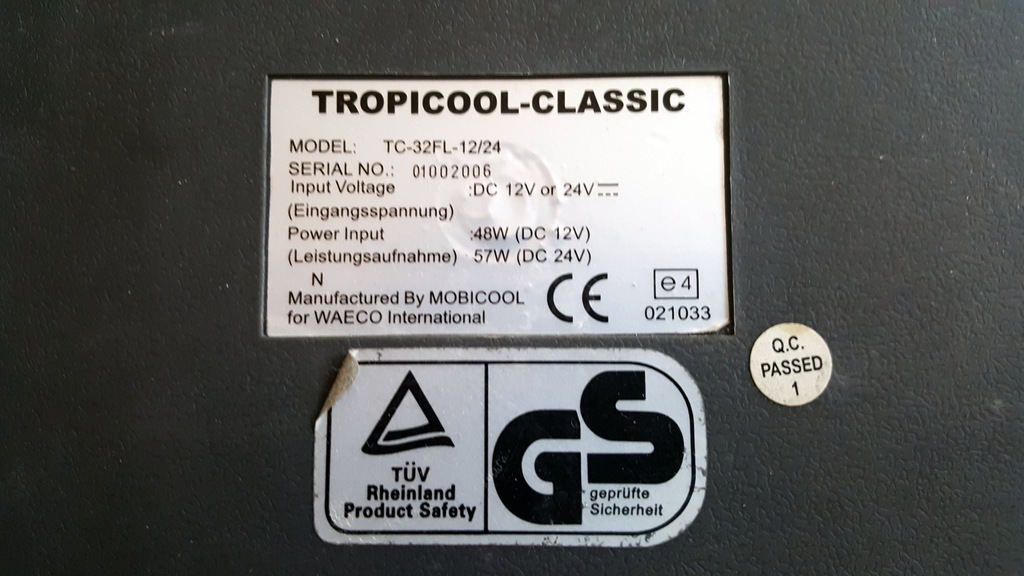 TROPICOOL-CLASSIC
MODEL: TC-32FL-12/24
SERIAL NO.: 01002006
Input Voltage :DC 12V or 24V
(Eingangsspannung)
Power Input :48W (DC 12V)
(Leistungsaufnahme) 57W (DC 24V)
N
Manufactured By MOBICOOL
for WAECO International
CE
e4
021033
Q.C.
PASSED
1
TÜV
Rheinland
Product Safety
GS
geprüfte
Sicherheit